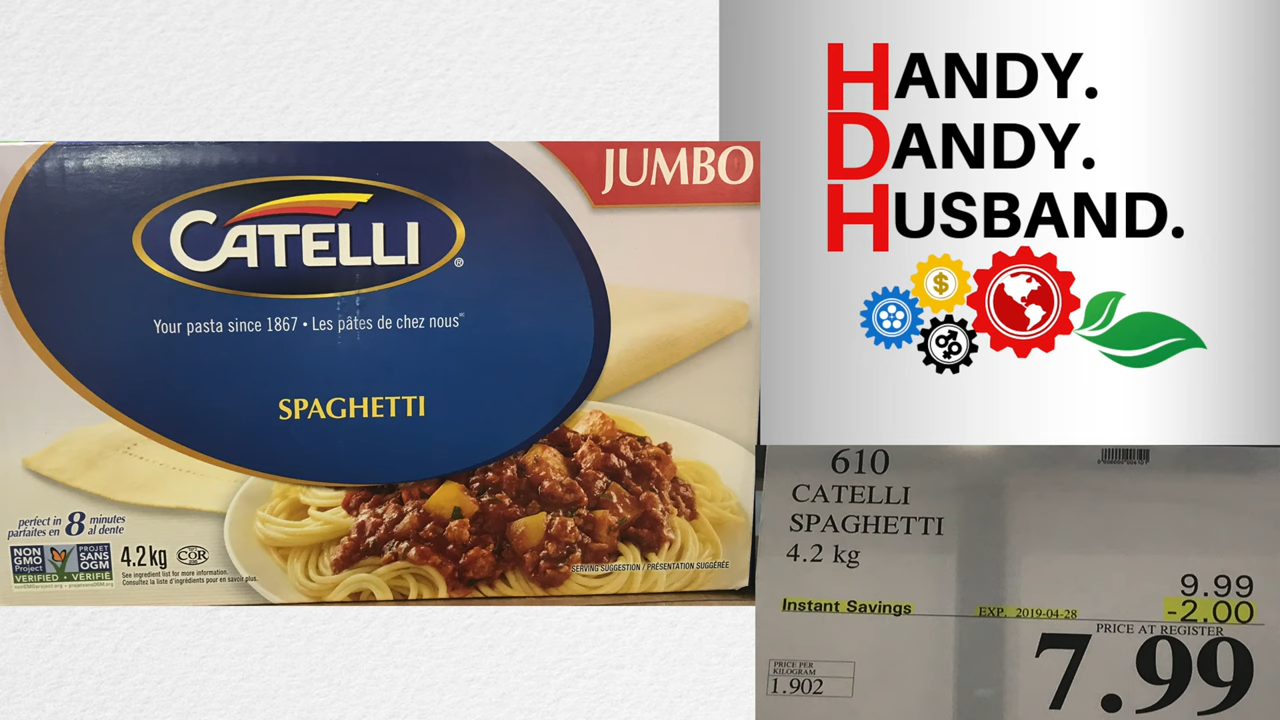 JUMBO
CATELLI®
Your pasta since 1867 • Les pâtes de chez nous
SPAGHETTI
perfect in 8 minutes
parfaites en 8 al dente
NON GMO Project
PROJET SANS OGM
VERIFIED • VÉRIFIÉ
4.2 kg
COR
See ingredient list for more information.
Consultez la liste d'ingrédients pour en savoir plus.
SERVING SUGGESTION / PRÉSENTATION SUGGÉRÉE
HANDY.
DANDY.
HUSBAND.
$
610
CATELLI
SPAGHETTI
4.2 kg
9.99
Instant Savings EXP. 2019-04-28 -2.00
PRICE AT REGISTER
7.99
PRICE PER
KILOGRAM
1.902